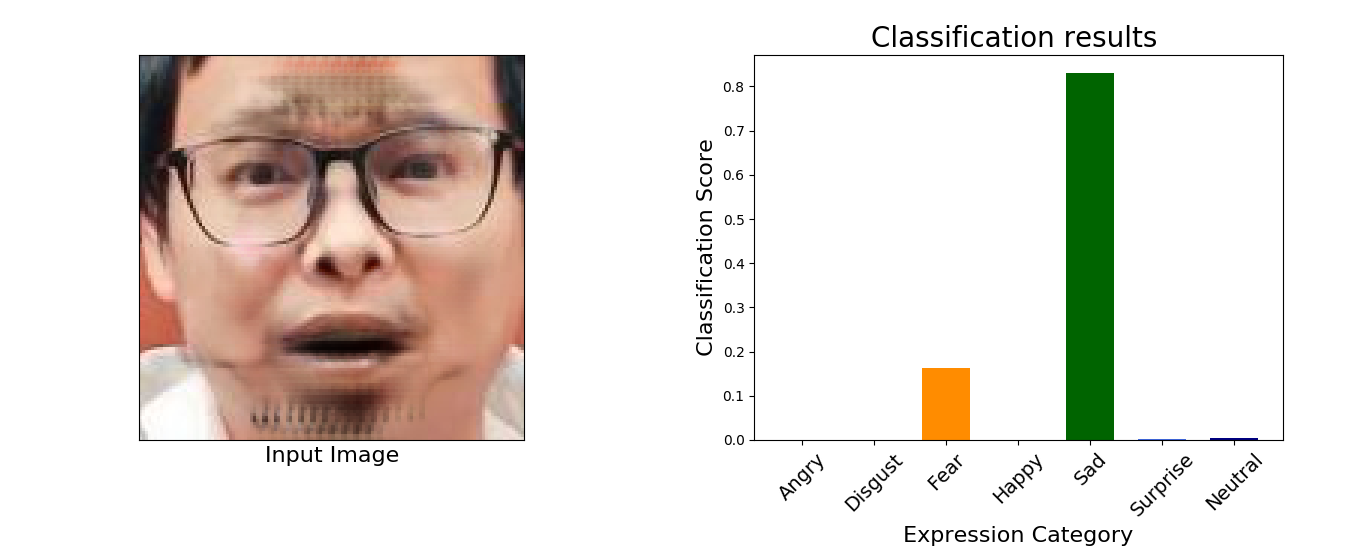 Input Image
Classification results
Classification Score
0.8
0.7
0.6
0.5
0.4
0.3
0.2
0.1
0.0
Angry
Disgust
Fear
Happy
Sad
Surprise
Neutral
Expression Category